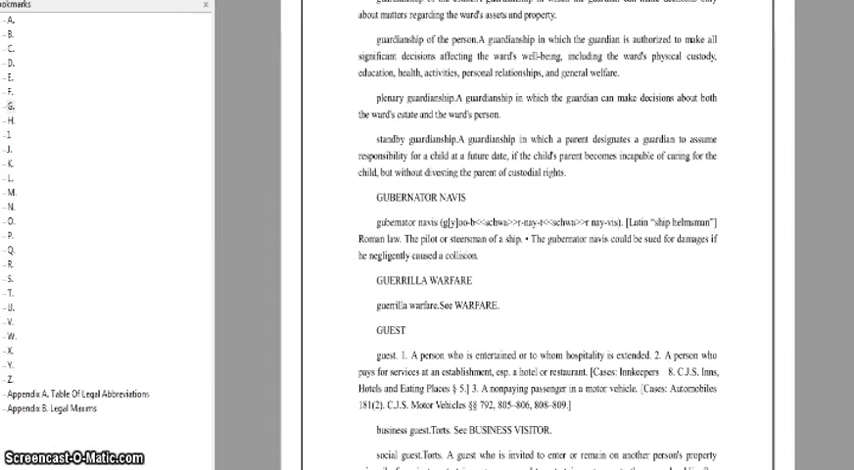 ookmarks x
A.
B.
C.
D.
E.
F.
G.
H.
I
J.
K.
L.
M.
N.
O.
P.
Q.
R.
S.
T.
U.
V.
W.
X.
Y.
Z.
Appendix A. Table Of Legal Abbreviations
Appendix B. Legal Maxims
about matters regarding the ward's assets and property.
guardianship of the person.A guardianship in which the guardian is authorized to make all
significant decisions affecting the ward's well-being, including the ward's physical custody,
education, health, activities, personal relationships, and general welfare.
plenary guardianship.A guardianship in which the guardian can make decisions about both
the ward's estate and the ward's person.
standby guardianship.A guardianship in which a parent designates a guardian to assume
responsibility for a child at a future date, if the child's parent becomes incapable of caring for the
child, but without divesting the parent of custodial rights.
GUBERNATOR NAVIS
gubernator navis (g[y]oo-b<<schwa>>r-nay-t<<schwa>>r nay-vis). [Latin "ship helmsman"]
Roman law. The pilot or steersman of a ship. • The gubernator navis could be sued for damages if
he negligently caused a collision.
GUERRILLA WARFARE
guerrilla warfare.See WARFARE.
GUEST
guest. 1. A person who is entertained or to whom hospitality is extended. 2. A person who
pays for services at an establishment, esp. a hotel or restaurant. [Cases: Innkeepers 8. C.J.S. Inns,
Hotels and Eating Places § 5.] 3. A nonpaying passenger in a motor vehicle. [Cases: Automobiles
181(2). C.J.S. Motor Vehicles §§ 792, 805–806, 808–809.]
business guest.Torts. See BUSINESS VISITOR.
social guest.Torts. A guest who is invited to enter or remain on another person's property
Screencast-O-Matic.com